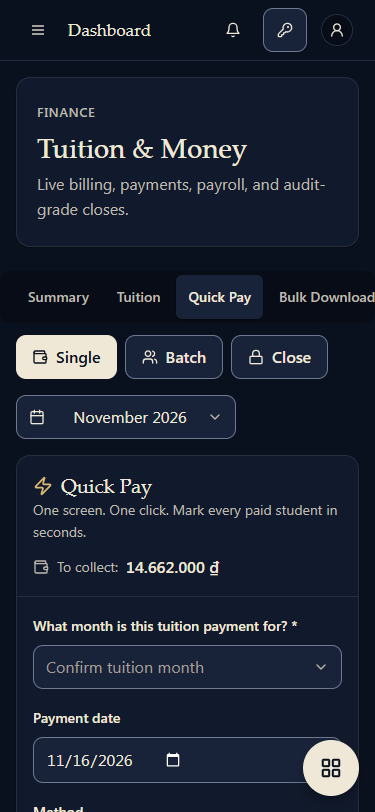 Dashboard
FINANCE
Tuition & Money
Live billing, payments, payroll, and audit-
grade closes.
Summary Tuition Quick Pay Bulk Download
Single Batch Close
November 2026
Quick Pay
One screen. One click. Mark every paid student in
seconds.
To collect: 14.662.000 ₫
What month is this tuition payment for? *
Confirm tuition month
Payment date
11/16/2026
Method